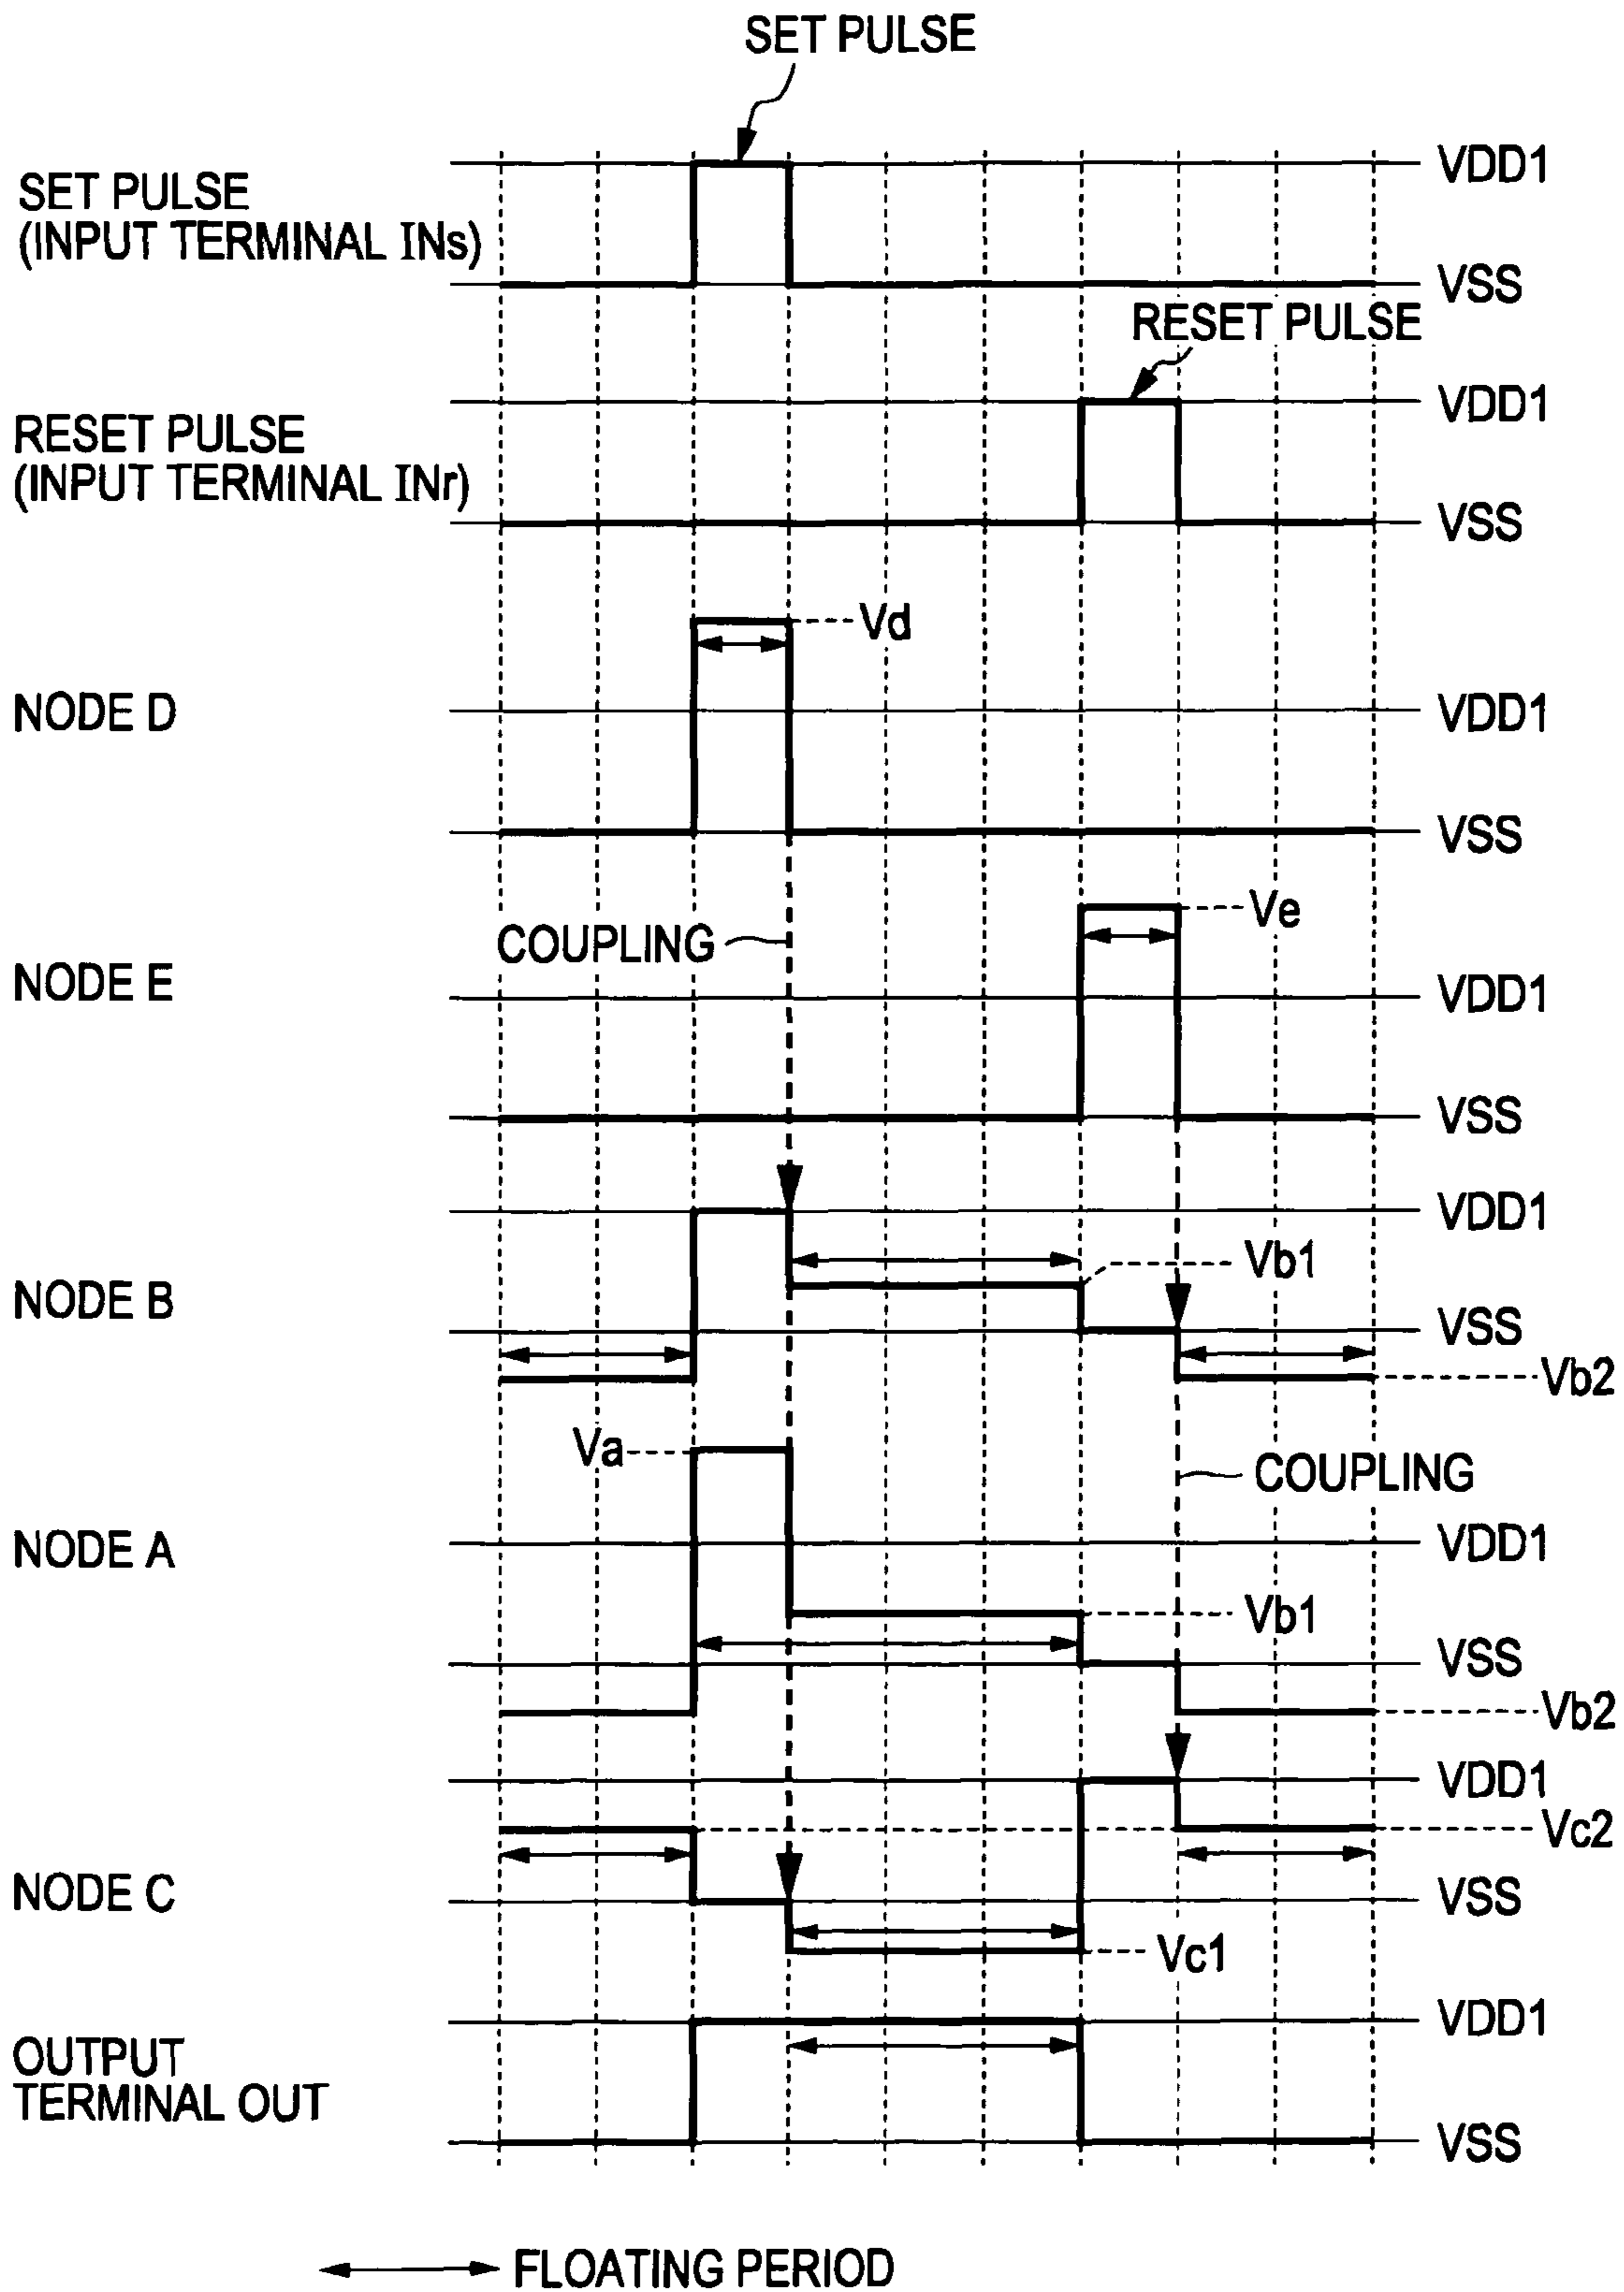 SET PULSE
SET PULSE
(INPUT TERMINAL INs)
VDD1
VSS
RESET PULSE
RESET PULSE
(INPUT TERMINAL INr)
VDD1
VSS
NODE D
Vd
VDD1
VSS
NODE E
COUPLING
Ve
VDD1
VSS
NODE B
VDD1
Vb1
VSS
Vb2
NODE A
Va
COUPLING
VDD1
Vb1
VSS
Vb2
NODE C
VDD1
Vc2
VSS
Vc1
OUTPUT
TERMINAL OUT
VDD1
VSS
FLOATING PERIOD